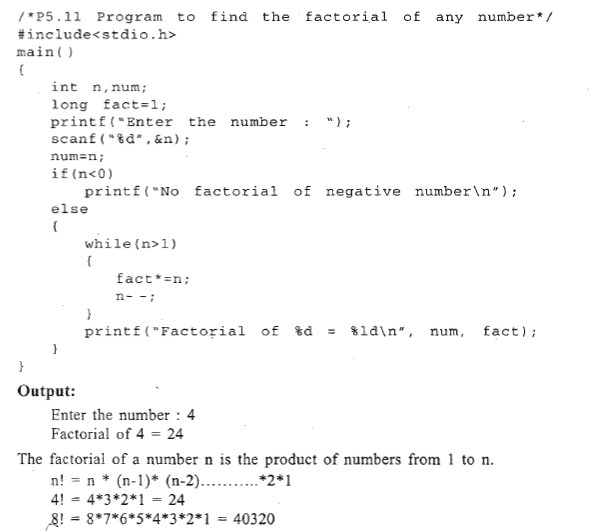 /*P5.11 Program to find the factorial of any number*/
#include<stdio.h>
main( )
{
int n,num;
long fact=1;
printf("Enter the number : ");
scanf("%d",&n);
num=n;
if(n<0)
printf("No factorial of negative number\n");
else
{
while(n>1)
{
fact*=n;
n- -;
}
printf("Factorial of %d = %ld\n", num, fact);
}
}
Output:
Enter the number : 4
Factorial of 4 = 24
The factorial of a number n is the product of numbers from 1 to n.
n! = n * (n-1)* (n-2)...........*2*1
4! = 4*3*2*1 = 24
8! = 8*7*6*5*4*3*2*1 = 40320